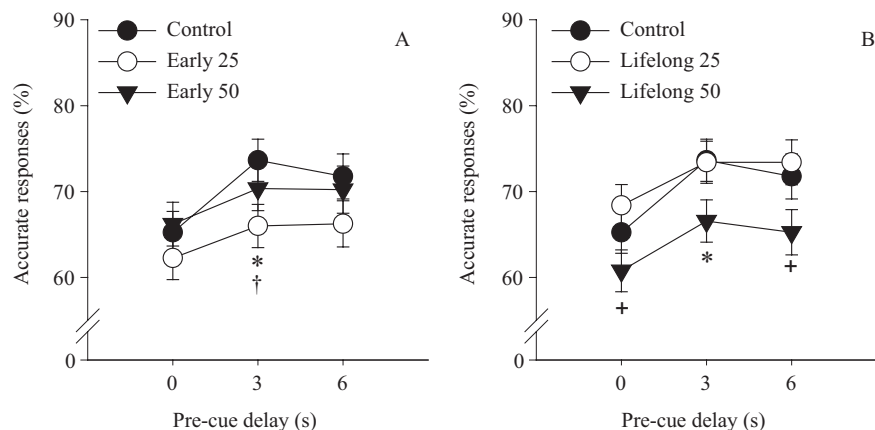 90
80
70
60
0
Accurate responses (%)
Control
Early 25
Early 50
A
*
†
0 3 6
Pre-cue delay (s)
90
80
70
60
0
Accurate responses (%)
Control
Lifelong 25
Lifelong 50
B
+
*
+
0 3 6
Pre-cue delay (s)